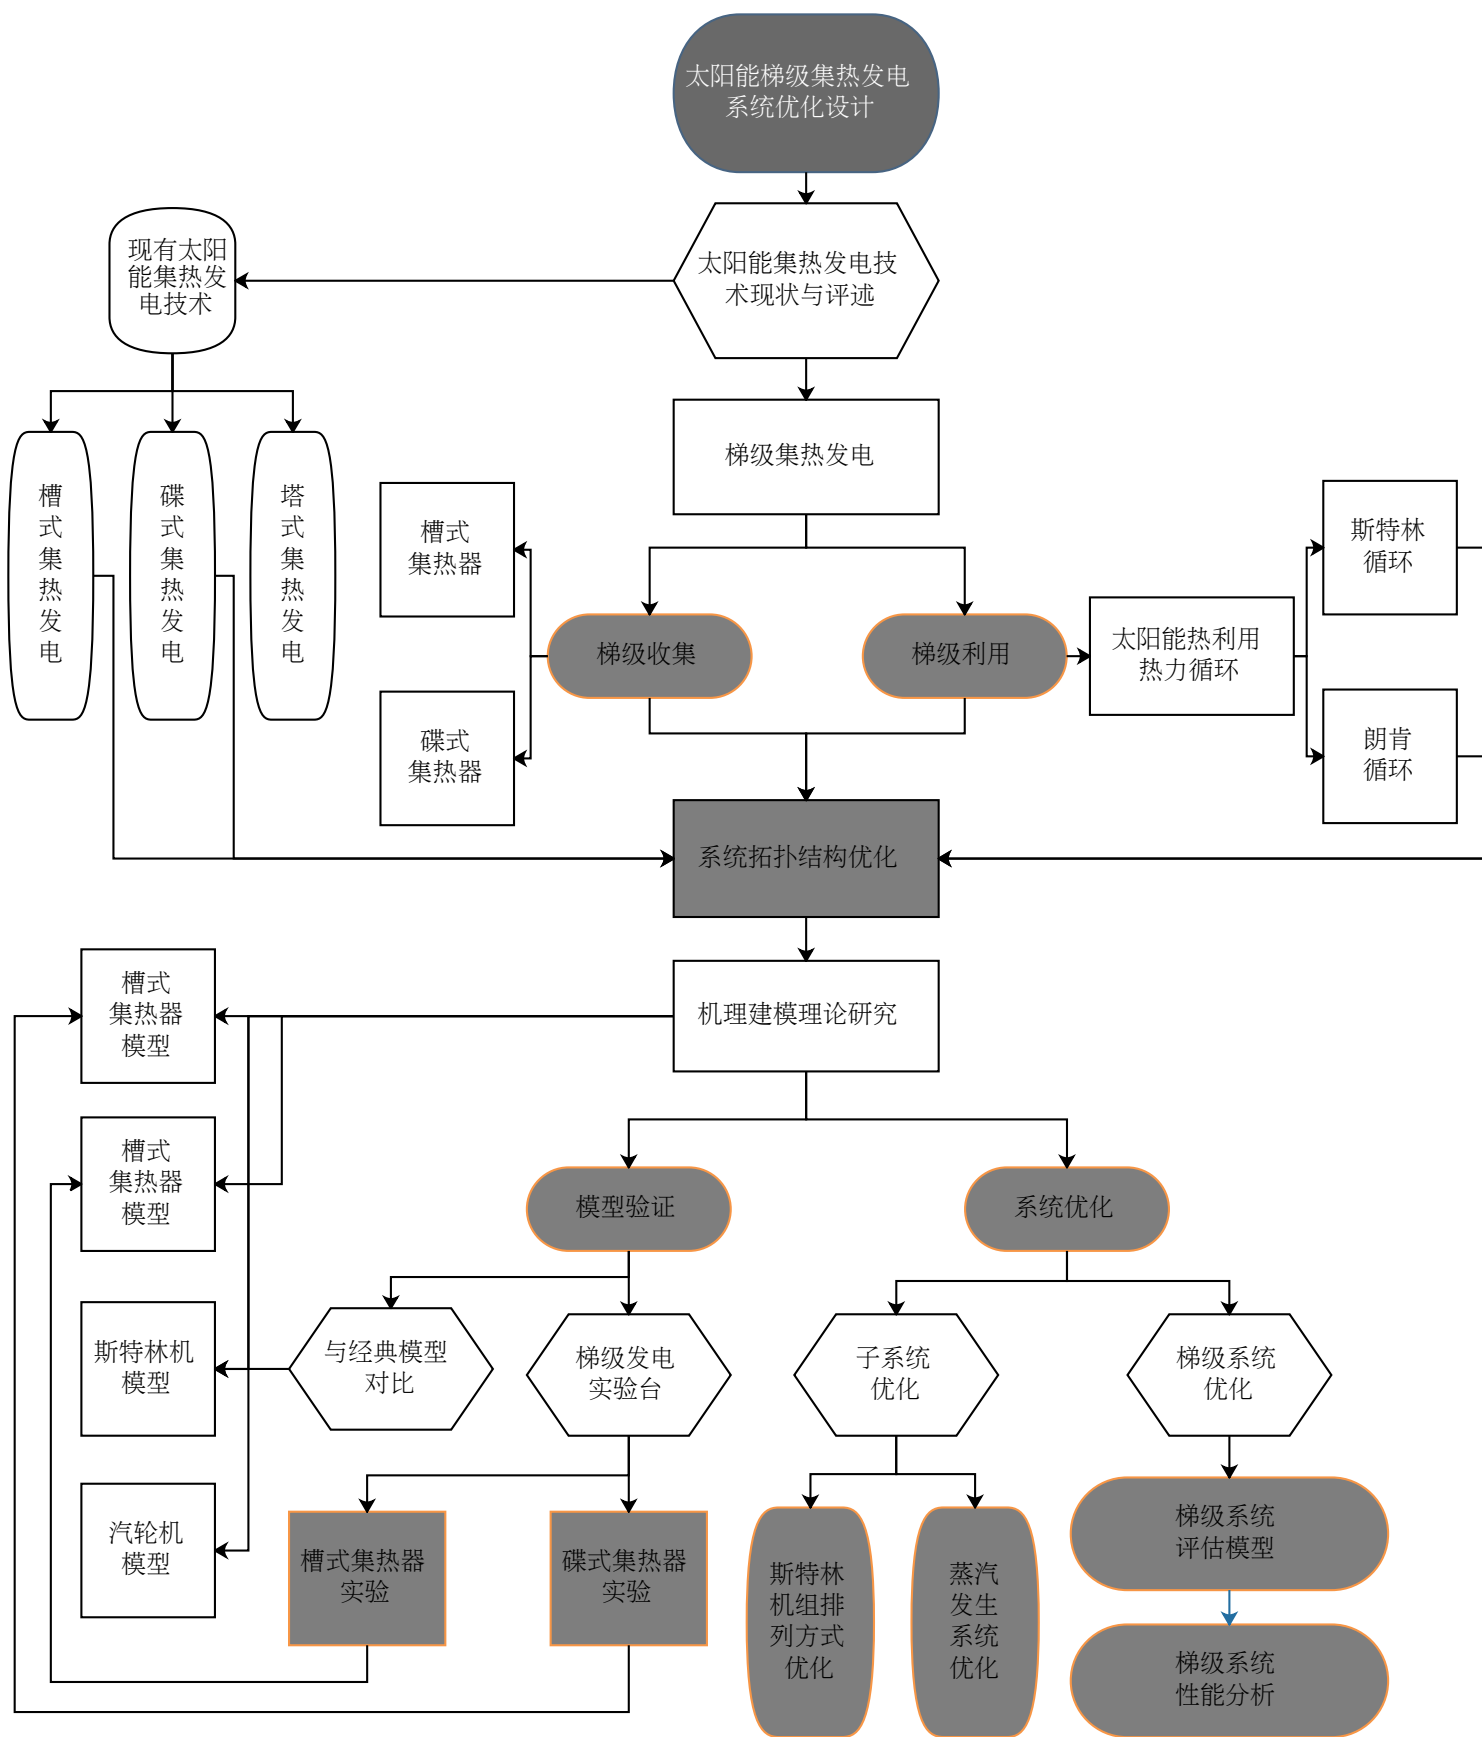 太阳能梯级集热发电
系统优化设计
太阳能集热发电技
术现状与评述
现有太阳
能集热发
电技术
槽式集热发电
碟式集热发电
塔式集热发电
梯级集热发电
槽式
集热器
碟式
集热器
梯级收集
梯级利用
太阳能热利用
热力循环
斯特林
循环
朗肯
循环
系统拓扑结构优化
机理建模理论研究
槽式
集热器
模型
槽式
集热器
模型
斯特林机
模型
汽轮机
模型
模型验证
系统优化
与经典模型
对比
梯级发电
实验台
子系统
优化
梯级系统
优化
槽式集热器
实验
碟式集热器
实验
斯特林
机组排
列方式
优化
蒸汽
发生
系统
优化
梯级系统
评估模型
梯级系统
性能分析